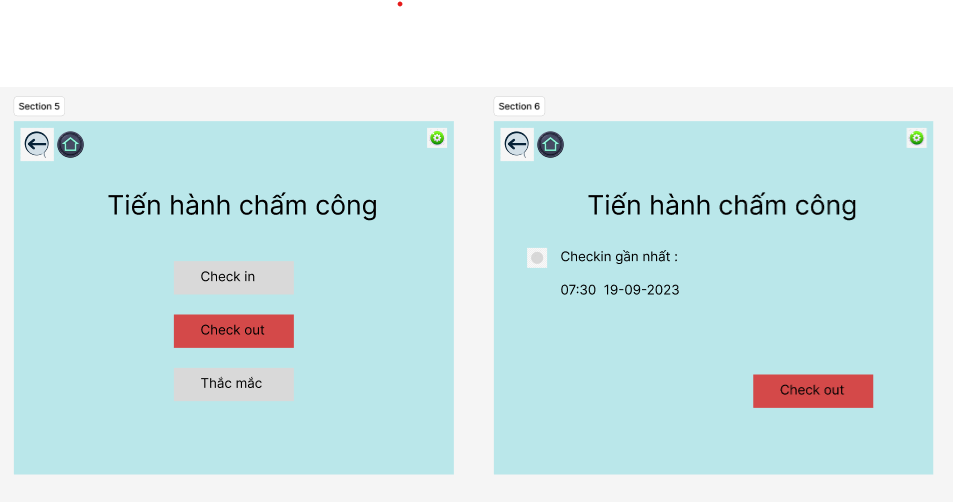 Section 5
Tiến hành chấm công
Check in
Check out
Thắc mắc
Section 6
Tiến hành chấm công
Checkin gần nhất :
07:30 19-09-2023
Check out